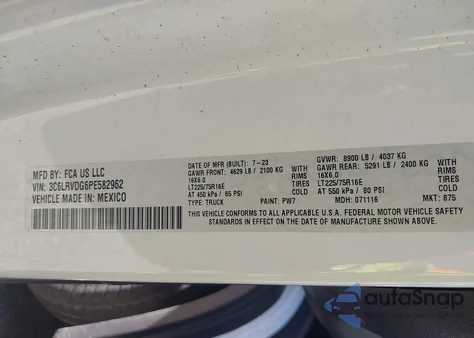 MFD BY: FCA US LLC
VIN: 3C6LRVDG6PE582962
VEHICLE MADE IN: MEXICO
DATE OF MFR (BUILT): 7-23
GAWR FRONT: 4629 LB / 2100 KG
16X6.0 RIMS
LT225/75R16E TIRES
AT 450 kPa / 65 PSI COLD
TYPE: TRUCK PAINT: PW7
GVWR: 8900 LB / 4037 KG
GAWR REAR: 5291 LB / 2400 KG
16X6.0 RIMS
LT225/75R16E TIRES
AT 550 kPa / 80 PSI COLD
MDH: 071116 MKT: 875
THIS VEHICLE CONFORMS TO ALL APPLICABLE U.S.A. FEDERAL MOTOR VEHICLE SAFETY
STANDARDS IN EFFECT ON THE DATE OF MANUFACTURE SHOWN ABOVE.
autoSnap